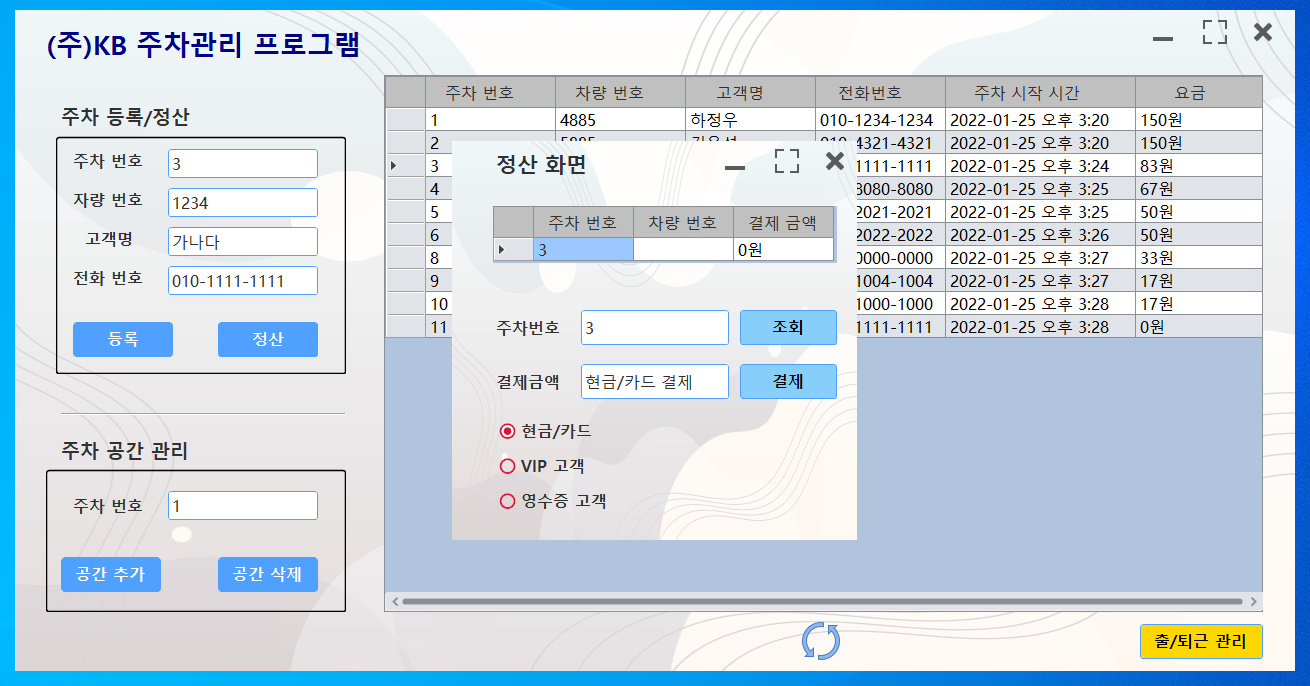 (주)KB 주차관리 프로그램
주차 등록/정산
주차 번호 3
자량 번호 1234
고객명 가나다
전화 번호 010-1111-1111
등록 정산
주차 공간 관리
주차 번호 1
공간 추가 공간 삭제
주차 번호 차량 번호 고객명 전화번호 주차 시작 시간 요금
1 4885 하정우 010-1234-1234 2022-01-25 오후 3:20 150원
2 4321-4321 2022-01-25 오후 3:20 150원
3 1111-1111 2022-01-25 오후 3:24 83원
4 8080-8080 2022-01-25 오후 3:25 67원
5 2021-2021 2022-01-25 오후 3:25 50원
6 2022-2022 2022-01-25 오후 3:26 50원
8 0000-0000 2022-01-25 오후 3:27 33원
9 1004-1004 2022-01-25 오후 3:27 17원
10 1000-1000 2022-01-25 오후 3:28 17원
11 1111-1111 2022-01-25 오후 3:28 0원
정산 화면
주차 번호 차량 번호 결제 금액
3 0원
주차번호 3 조회
결제금액 현금/카드 결제 결제
현금/카드
VIP 고객
영수증 고객
출/퇴근 관리